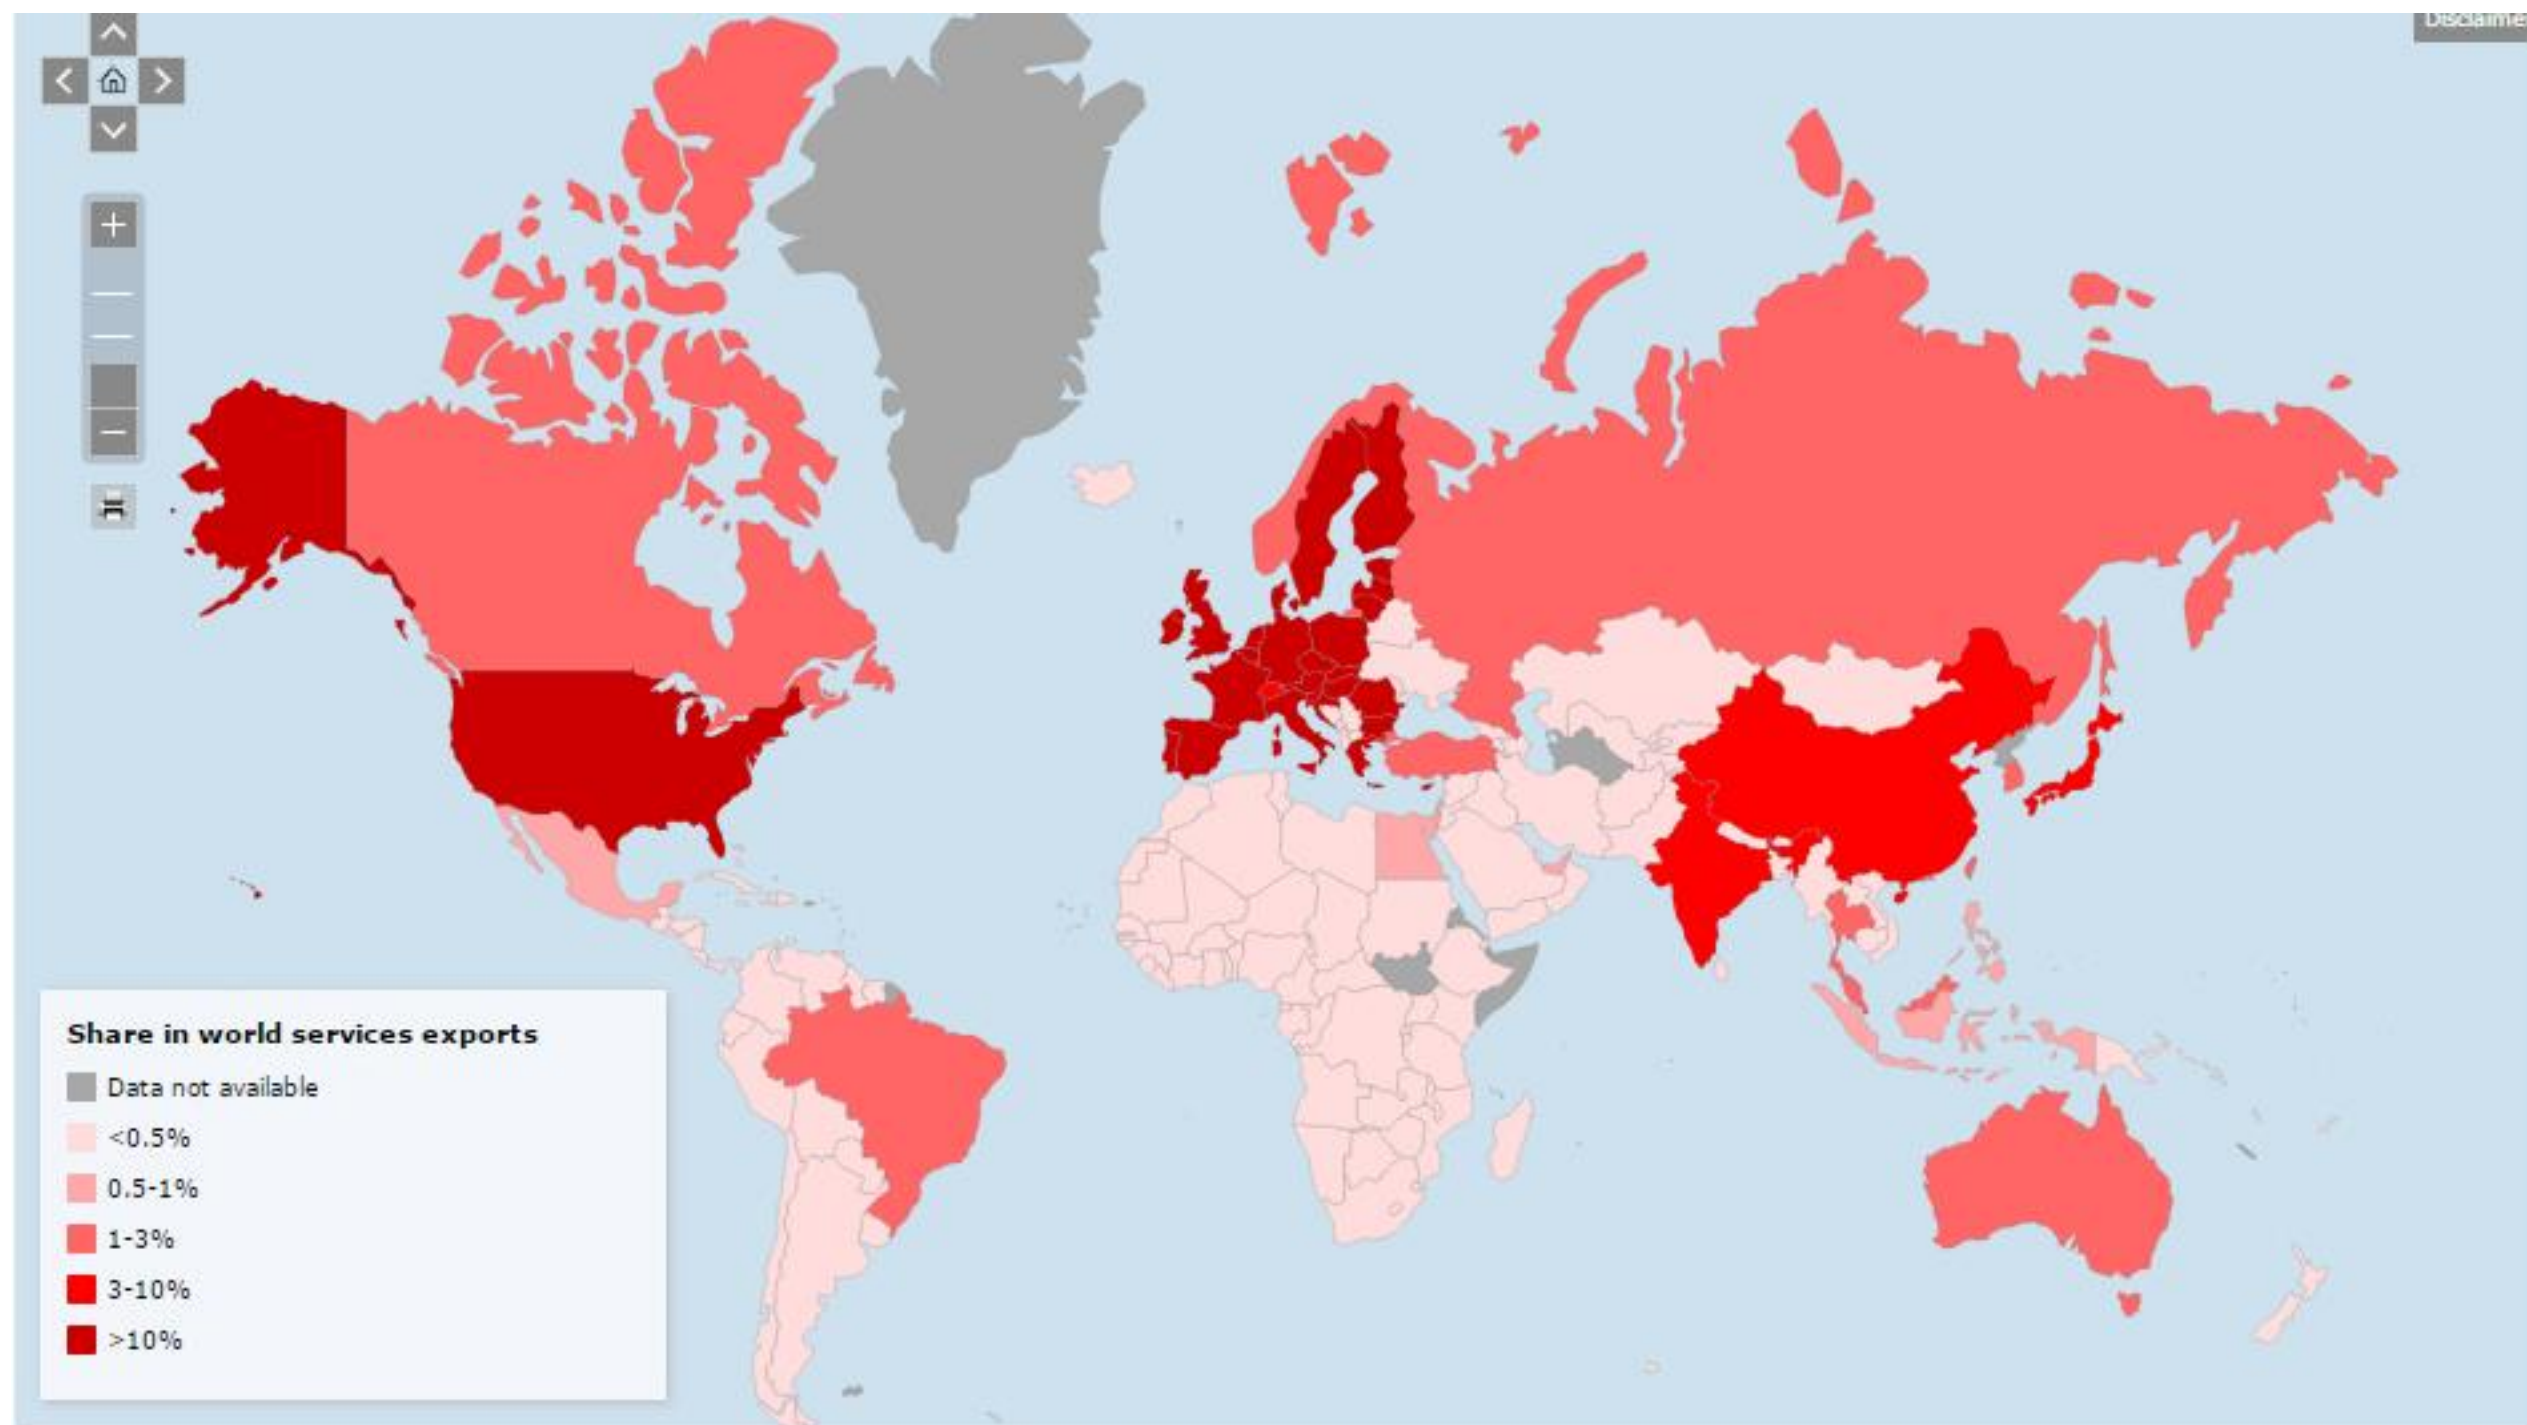 Share in world services exports
Data not available
<0.5%
0.5-1%
1-3%
3-10%
>10%